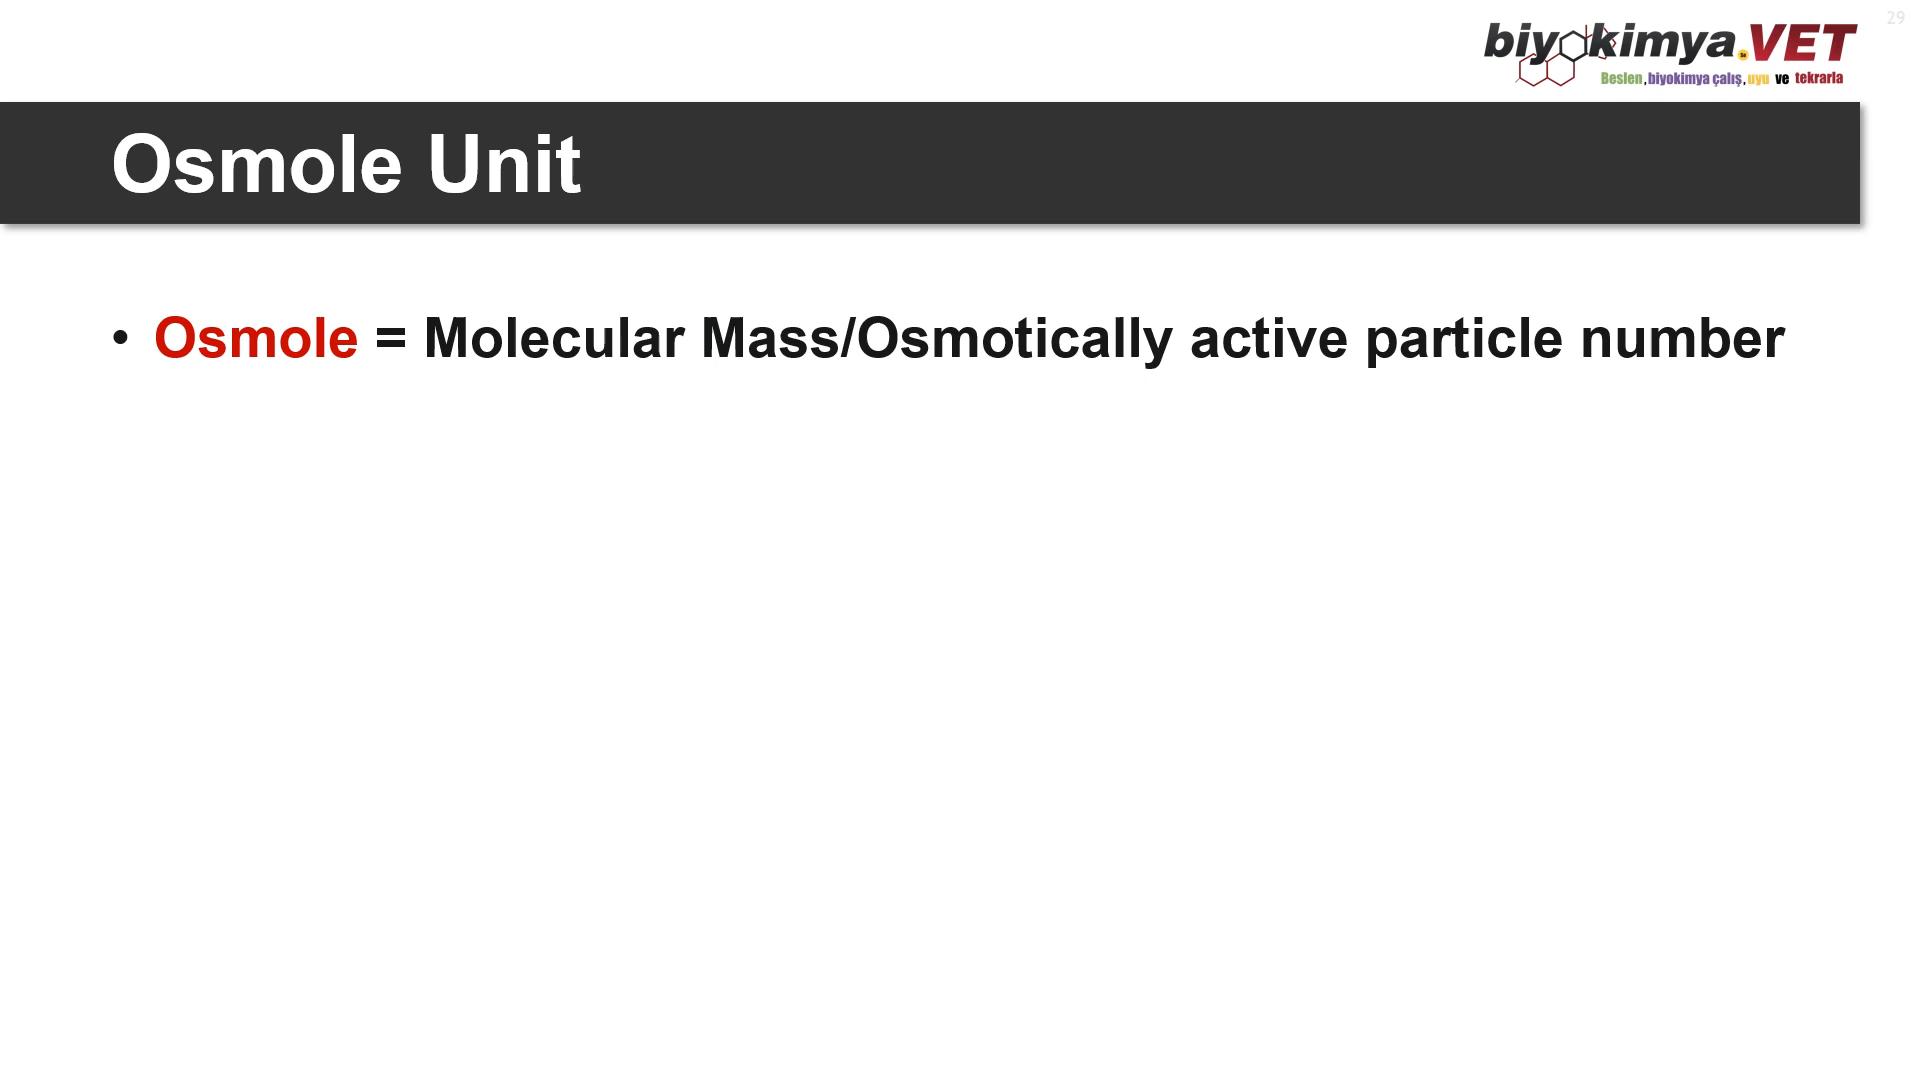 29
biyokimya.VET
Beslen, biyokimya çalış, uyu ve tekrarla
Osmole Unit
• Osmole = Molecular Mass/Osmotically active particle number